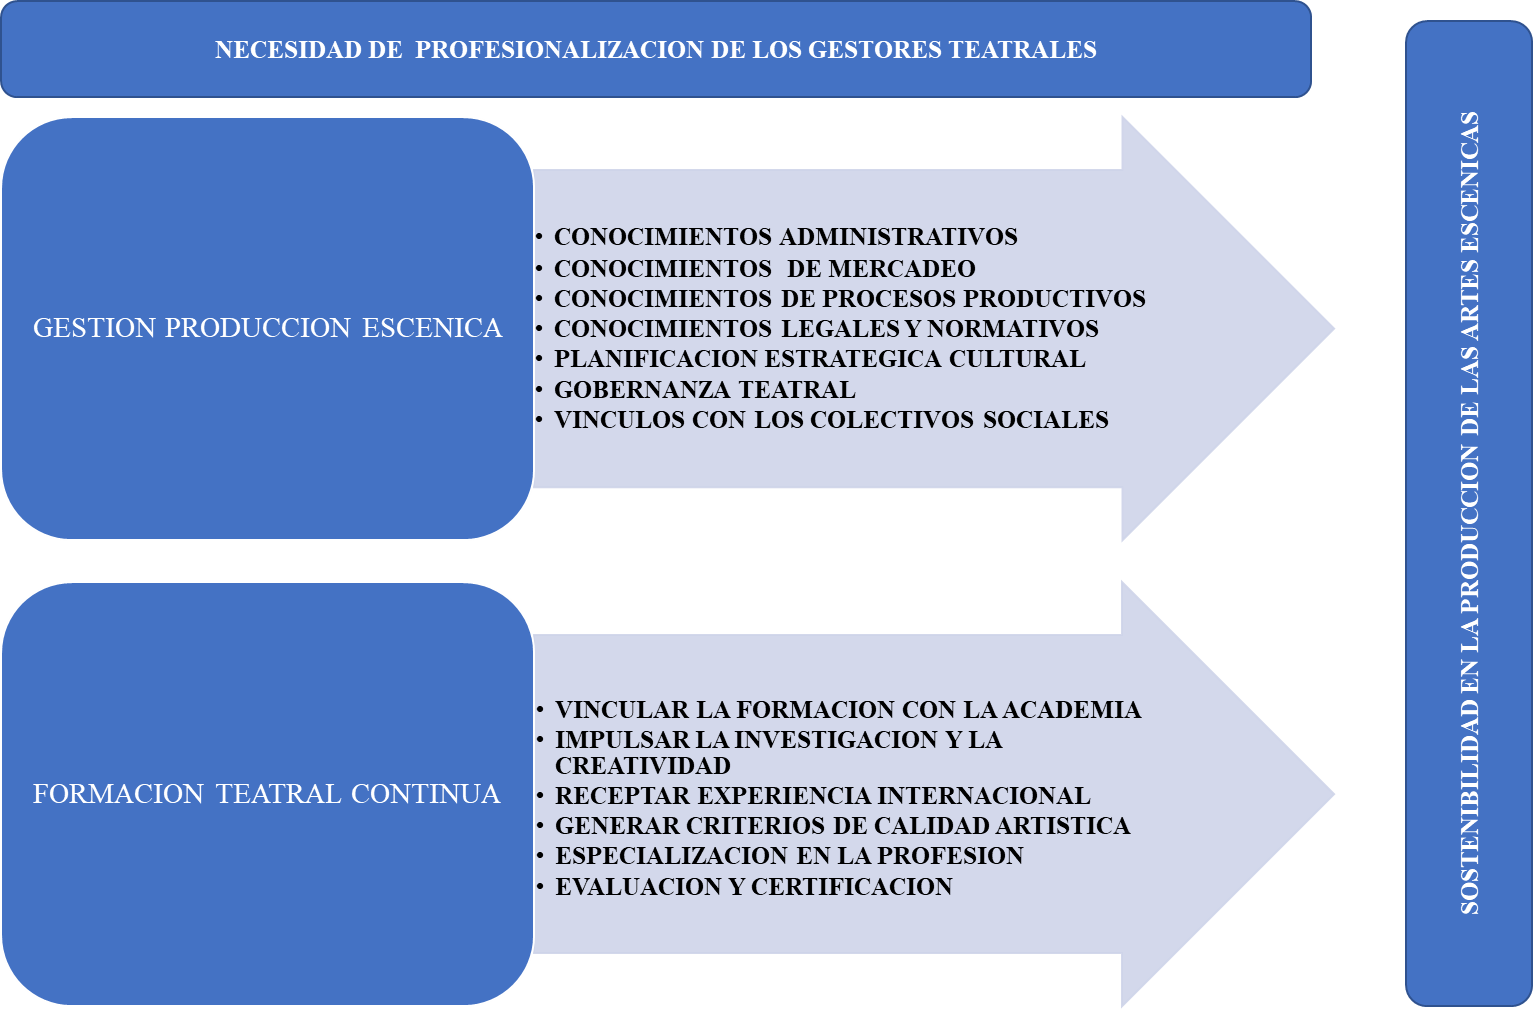 NECESIDAD DE PROFESIONALIZACION DE LOS GESTORES TEATRALES
GESTION PRODUCCION ESCENICA
• CONOCIMIENTOS ADMINISTRATIVOS
• CONOCIMIENTOS DE MERCADEO
• CONOCIMIENTOS DE PROCESOS PRODUCTIVOS
• CONOCIMIENTOS LEGALES Y NORMATIVOS
• PLANIFICACION ESTRATEGICA CULTURAL
• GOBERNANZA TEATRAL
• VINCULOS CON LOS COLECTIVOS SOCIALES
FORMACION TEATRAL CONTINUA
• VINCULAR LA FORMACION CON LA ACADEMIA
• IMPULSAR LA INVESTIGACION Y LA
CREATIVIDAD
• RECEPTAR EXPERIENCIA INTERNACIONAL
• GENERAR CRITERIOS DE CALIDAD ARTISTICA
• ESPECIALIZACION EN LA PROFESION
• EVALUACION Y CERTIFICACION
SOSTENIBILIDAD EN LA PRODUCCION DE LAS ARTES ESCENICAS